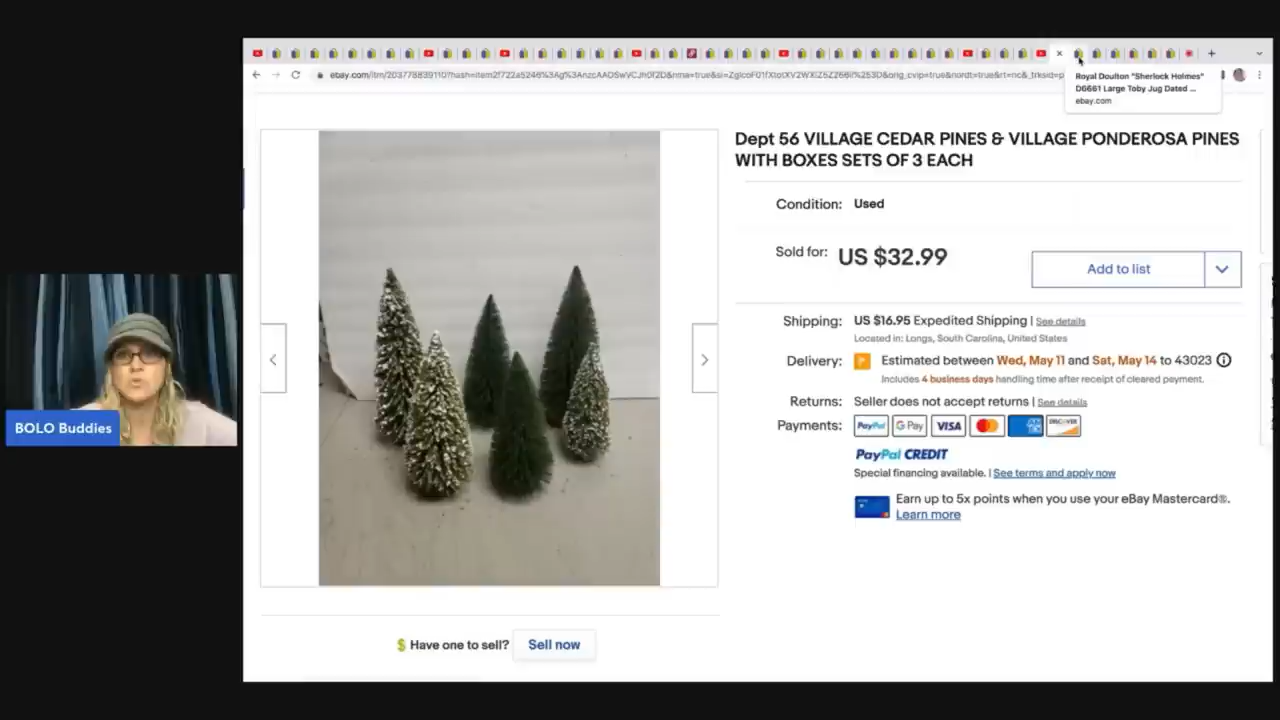 Royal Doulton "Sherlock Holmes"
D6661 Large Toby Jug Dated ...
ebay.com
Dept 56 VILLAGE CEDAR PINES & VILLAGE PONDEROSA PINES
WITH BOXES SETS OF 3 EACH
Condition: Used
Sold for: US $32.99
Add to list
Shipping: US $16.95 Expedited Shipping | See details
Located in: Longs, South Carolina, United States
Delivery: Estimated between Wed, May 11 and Sat, May 14 to 43023
Includes 4 business days handling time after receipt of cleared payment.
Returns: Seller does not accept returns | See details
Payments: PayPal G Pay VISA DISCOVER
PayPal CREDIT
Special financing available. | See terms and apply now
Earn up to 5x points when you use your eBay Mastercard®.
Learn more
BOLO Buddies
$ Have one to sell? Sell now